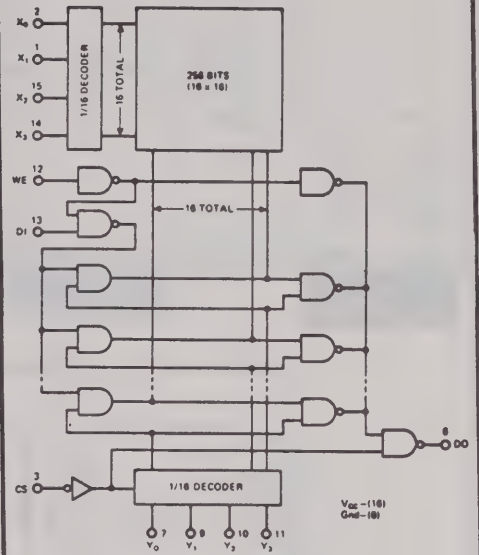 2
X₀
1
X₁
15
X₂
14
X₃
1/16 DECODER
16 TOTAL
256 BITS
(16 x 16)
12
WE
13
DI
16 TOTAL
6
DO
3
CS
1/16 DECODER
VCC-(16)
Gnd-(8)
7 9 10 11
Y₀ Y₁ Y₂ Y₃